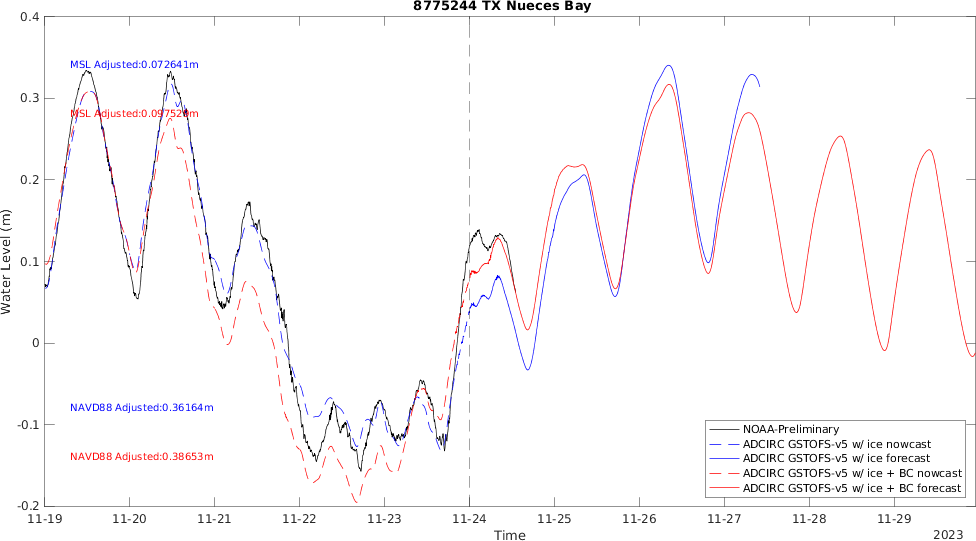 8775244 TX Nueces Bay
0.4
0.3
0.2
0.1
0
-0.1
-0.2
Water Level (m)
MSL Adjusted:0.072641m
NAVD88 Adjusted:0.36164m
NAVD88 Adjusted:0.38653m
NOAA-Preliminary
ADCIRC GSTOFS-v5 w/ ice nowcast
ADCIRC GSTOFS-v5 w/ ice forecast
ADCIRC GSTOFS-v5 w/ ice + BC nowcast
ADCIRC GSTOFS-v5 w/ ice + BC forecast
11-19 11-20 11-21 11-22 11-23 11-24 11-25 11-26 11-27 11-28 11-29
Time
2023
MSL Adjusted: